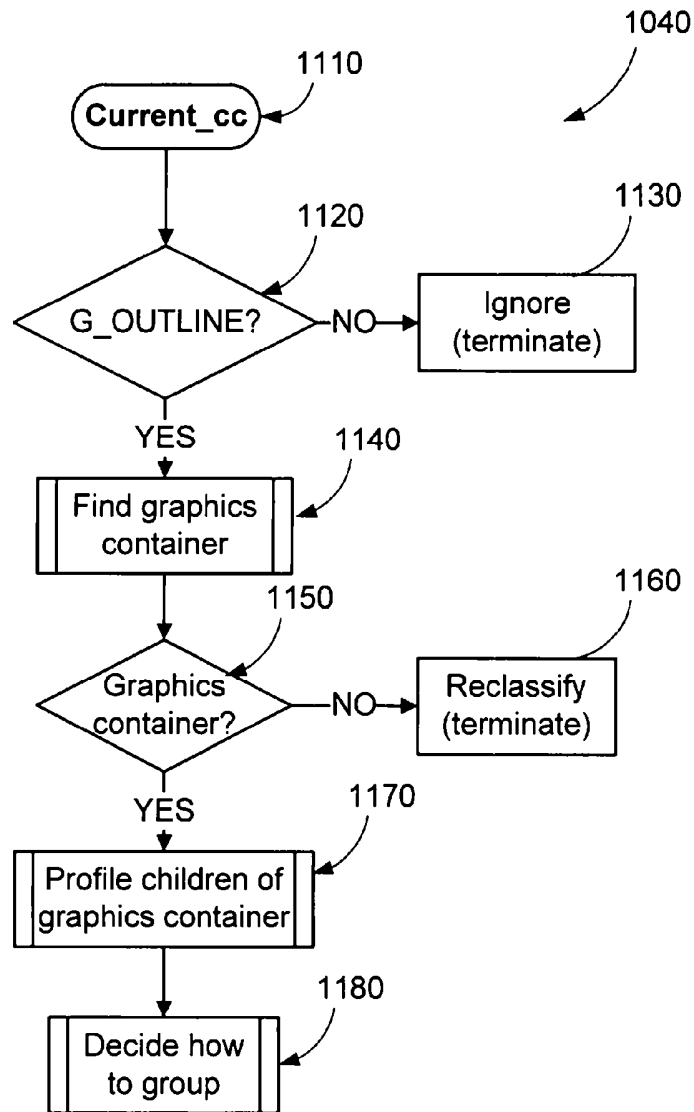 1040
1110
Current_cc
1120
1130
G_OUTLINE?
NO
Ignore
(terminate)
YES
1140
Find graphics
container
1150
1160
Graphics
container?
NO
Reclassify
(terminate)
YES
1170
Profile children of
graphics container
1180
Decide how
to group